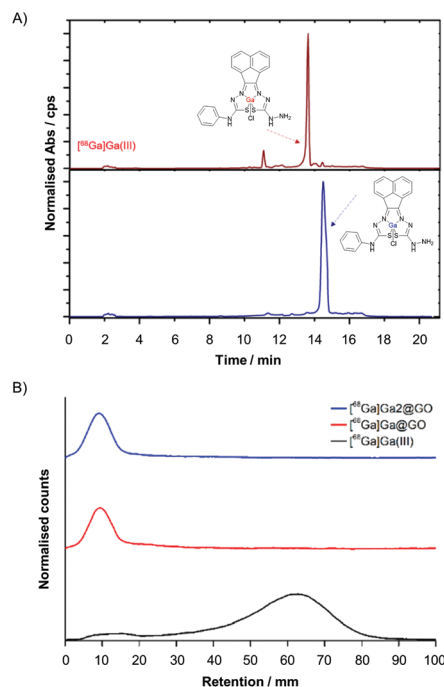 A)
Normalised Abs / cps
[⁶⁸Ga]Ga(III)
N N
N Ga N
S S
Cl
N H
H N NH₂
N N
N Ga N
S S
Cl
N H
H N NH₂
0 2 4 6 8 10 12 14 16 18 20
Time / min
B)
Normalised counts
[⁶⁸Ga]Ga2@GO
[⁶⁸Ga]Ga@GO
[⁶⁸Ga]Ga(III)
0 10 20 30 40 50 60 70 80 90 100
Retention / mm